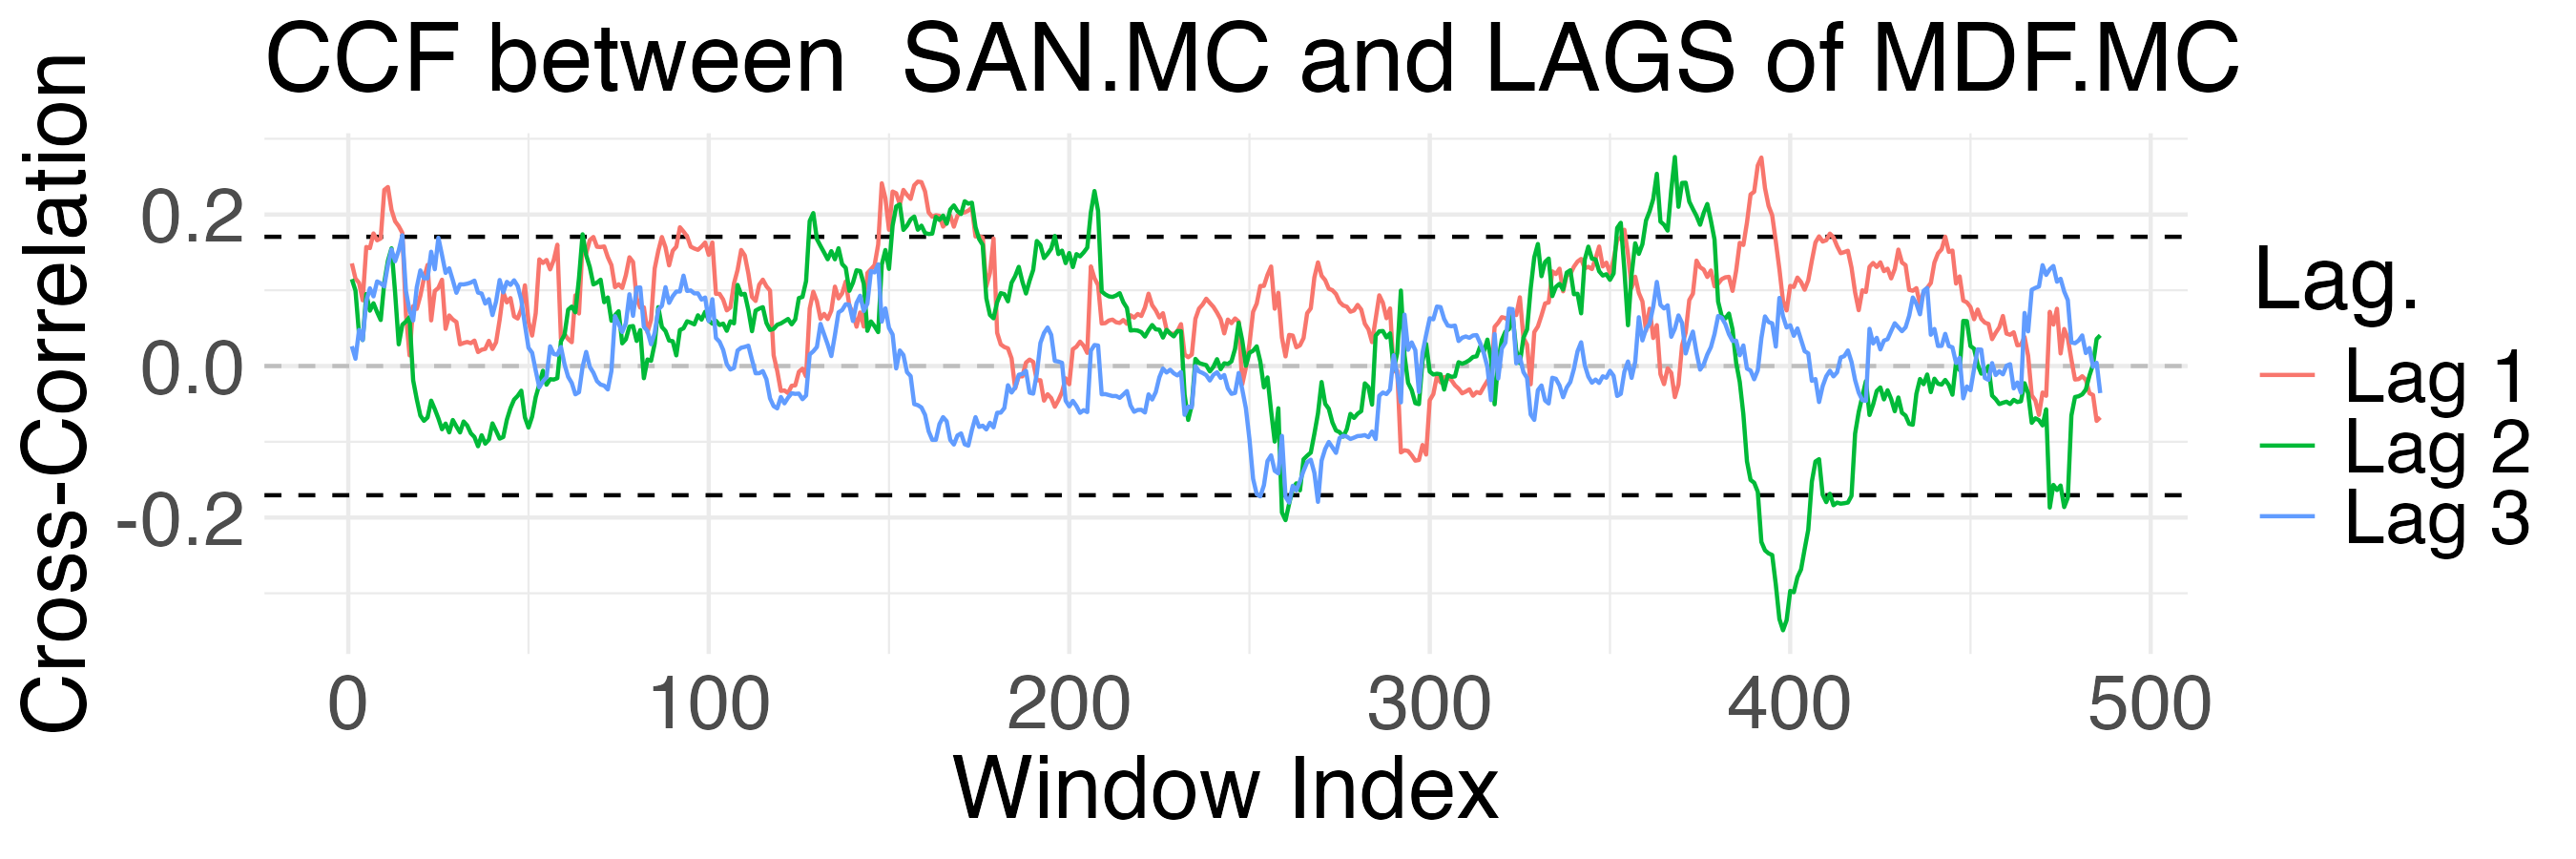 CCF between  SAN.MC and LAGS of MDF.MC
Cross-Correlation
0.2
0.0
-0.2
0 100 200 300 400 500
Window Index
Lag.
Lag 1
Lag 2
Lag 3